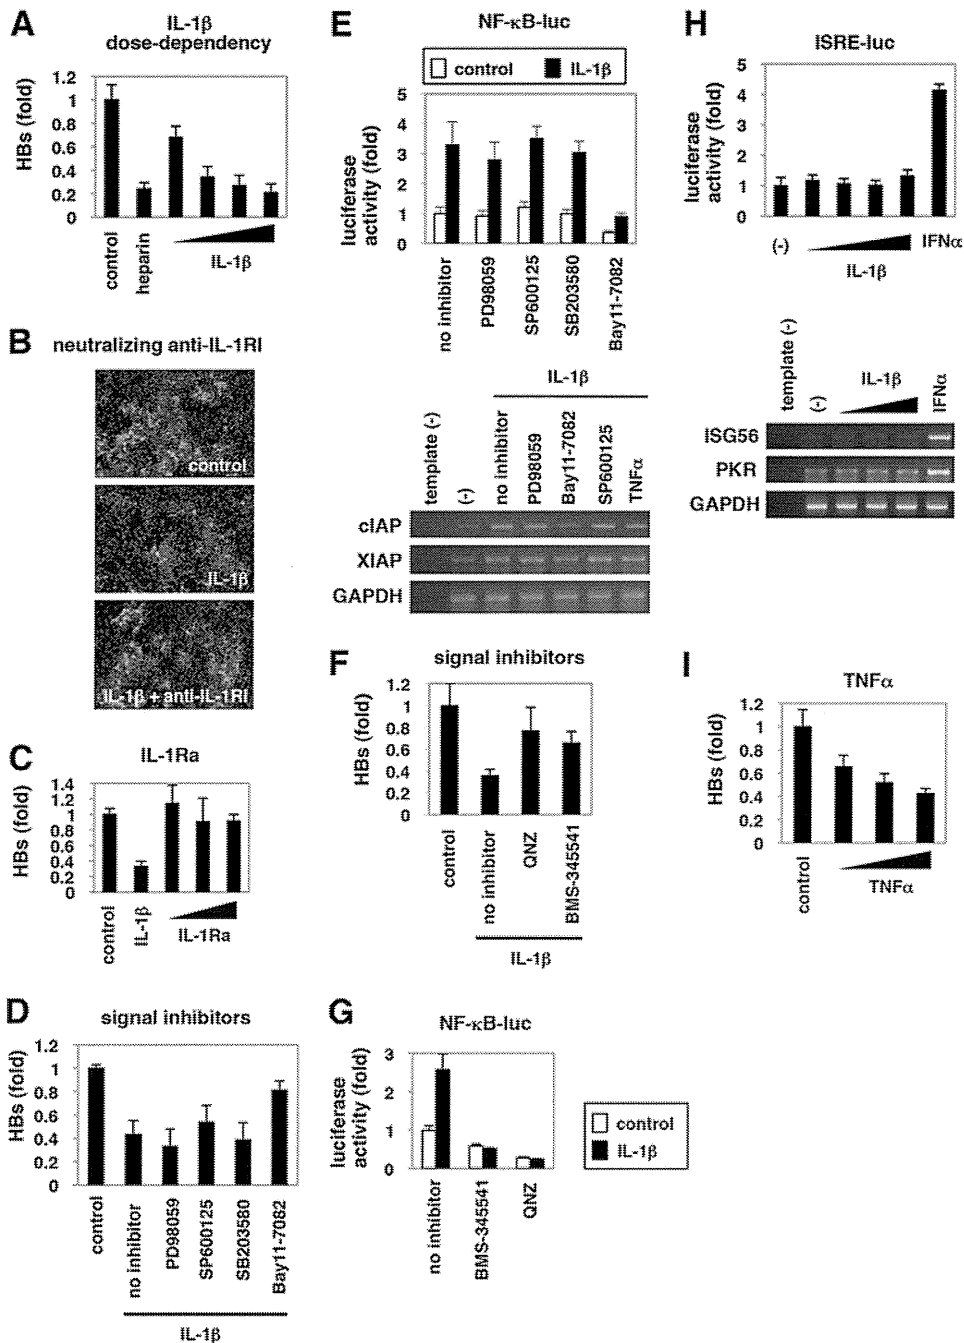 A
IL-1β
dose-dependency
HBs (fold)
1.2
1
0.8
0.6
0.4
0.2
0
control
heparin
IL-1β
B
neutralizing anti-IL-1RI
control
IL-1β
IL-1β + anti-IL-1RI
C
IL-1Ra
HBs (fold)
1.4
1.2
1
0.8
0.6
0.4
0.2
0
control
IL-1β
IL-1Ra
D
signal inhibitors
HBs (fold)
1.2
1
0.8
0.6
0.4
0.2
0
control
no inhibitor
PD98059
SP600125
SB203580
Bay11-7082
IL-1β
E
NF-κB-luc
control
IL-1β
luciferase
activity (fold)
5
4
3
2
1
0
no inhibitor
PD98059
SP600125
SB203580
Bay11-7082
IL-1β
template (-)
(-)
no inhibitor
PD98059
Bay11-7082
SP600125
TNFα
cIAP
XIAP
GAPDH
F
signal inhibitors
HBs (fold)
1.2
1
0.8
0.6
0.4
0.2
0
control
no inhibitor
QNZ
BMS-345541
IL-1β
G
NF-κB-luc
luciferase
activity (fold)
3
2
1
0
no inhibitor
BMS-345541
QNZ
control
IL-1β
H
ISRE-luc
luciferase
activity (fold)
5
4
3
2
1
0
(-)
IL-1β
IFNα
template (-)
(-)
IL-1β
IFNα
ISG56
PKR
GAPDH
I
TNFα
HBs (fold)
1.2
1
0.8
0.6
0.4
0.2
0
control
TNFα